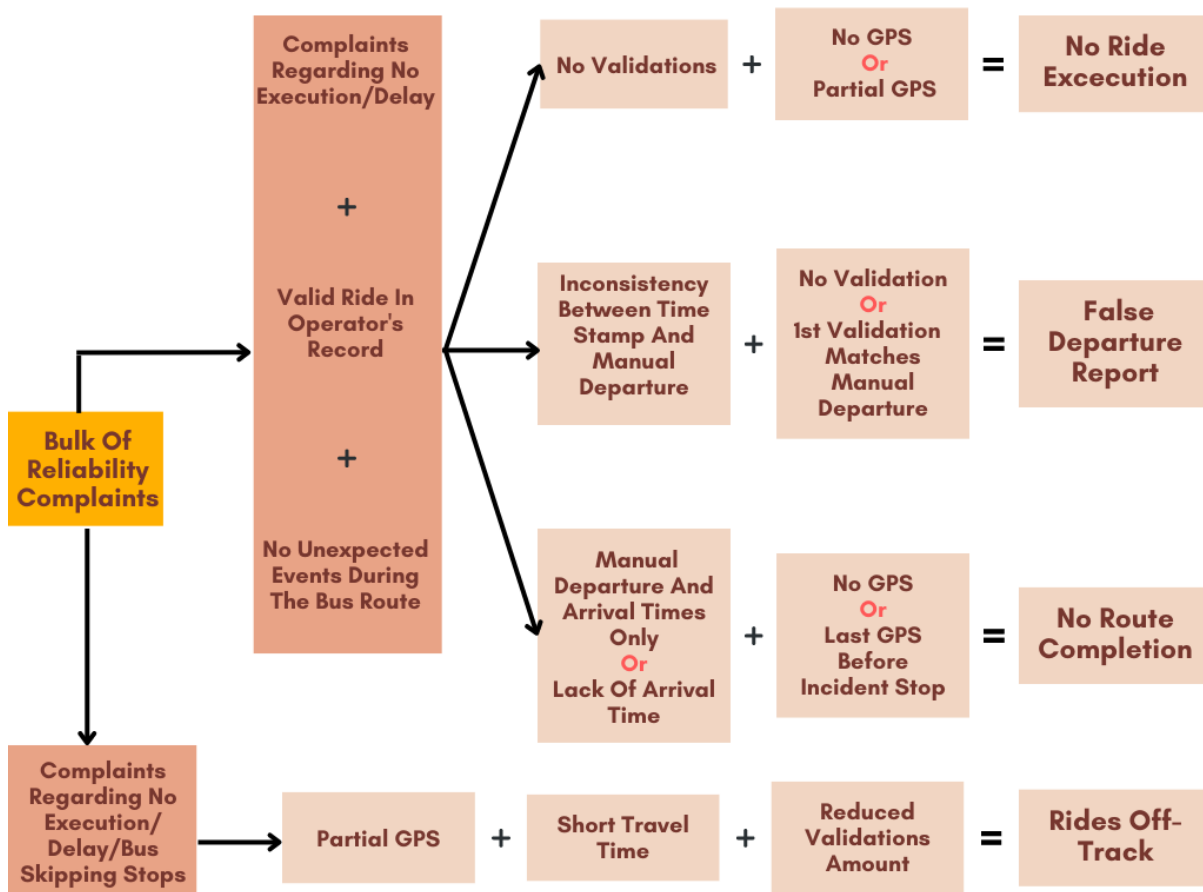 Bulk Of
Reliability
Complaints
Complaints
Regarding No
Execution/Delay
+
Valid Ride In
Operator's
Record
+
No Unexpected
Events During
The Bus Route
No Validations
+
No GPS
Or
Partial GPS
=
No Ride
Excecution
Inconsistency
Between Time
Stamp And
Manual
Departure
+
No Validation
Or
1st Validation
Matches
Manual
Departure
=
False
Departure
Report
Manual
Departure And
Arrival Times
Only
Or
Lack Of Arrival
Time
+
No GPS
Or
Last GPS
Before
Incident Stop
=
No Route
Completion
Complaints
Regarding No
Execution/
Delay/Bus
Skipping Stops
Partial GPS
+
Short Travel
Time
+
Reduced
Validations
Amount
=
Rides Off-
Track